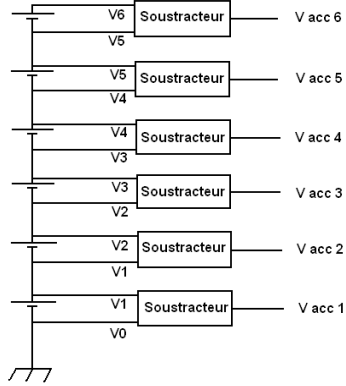 V6 Soustracteur V acc 6
V5
V5 Soustracteur V acc 5
V4
V4 Soustracteur V acc 4
V3
V3 Soustracteur V acc 3
V2
V2 Soustracteur V acc 2
V1
V1 Soustracteur V acc 1
V0